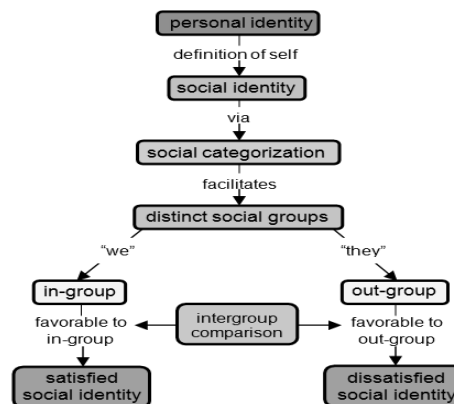 personal identity
definition of self
social identity
via
social categorization
facilitates
distinct social groups
“we”
“they”
in-group
out-group
favorable to
in-group
intergroup
comparison
favorable to
out-group
satisfied
social identity
dissatisfied
social identity